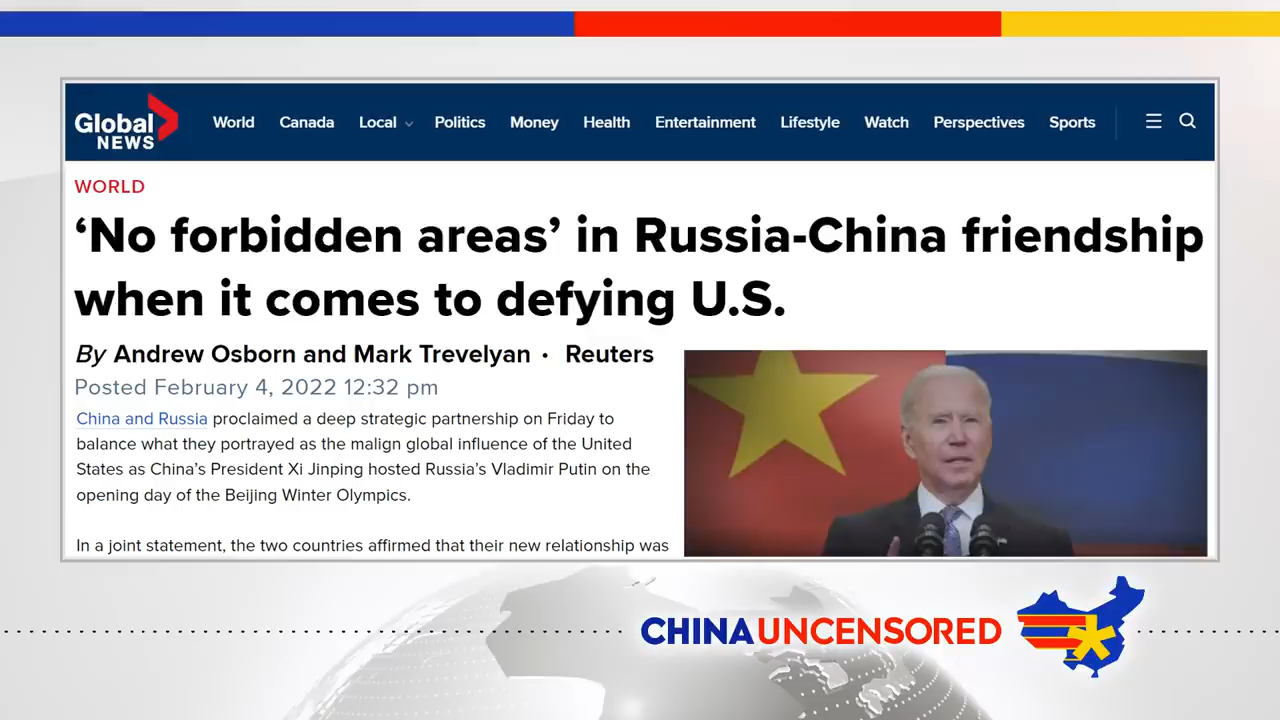 Global
NEWS
World Canada Local Politics Money Health Entertainment Lifestyle Watch Perspectives Sports
WORLD
‘No forbidden areas’ in Russia-China friendship
when it comes to defying U.S.
By Andrew Osborn and Mark Trevelyan • Reuters
Posted February 4, 2022 12:32 pm
China and Russia proclaimed a deep strategic partnership on Friday to
balance what they portrayed as the malign global influence of the United
States as China’s President Xi Jinping hosted Russia’s Vladimir Putin on the
opening day of the Beijing Winter Olympics.
In a joint statement, the two countries affirmed that their new relationship was
CHINA UNCENSORED